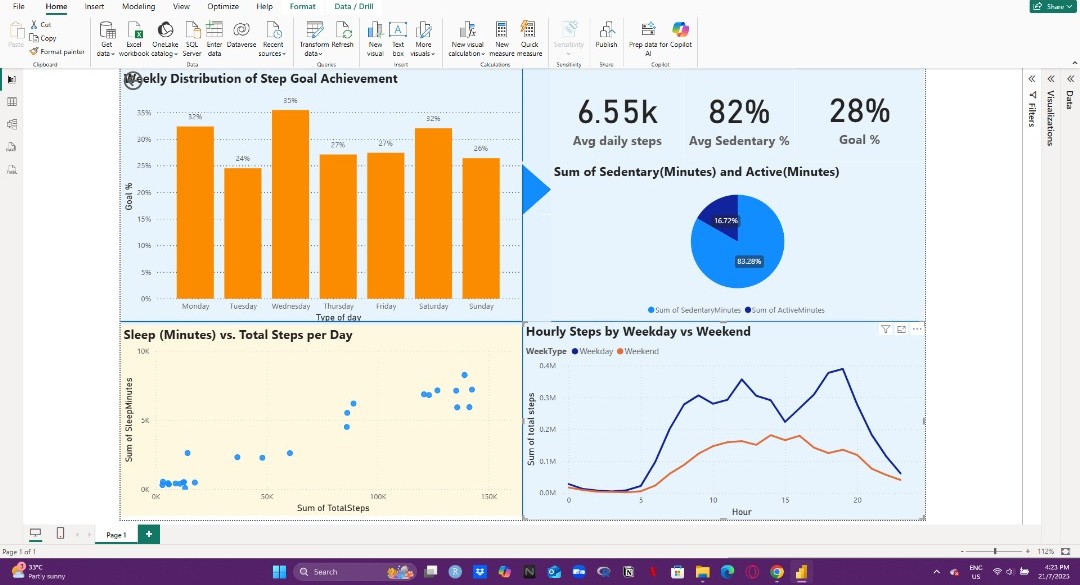 File Home Insert Modeling View Optimize Help Format Data / Drill Share
Paste Cut Copy Format painter
Get data Excel workbook OneLake catalog SQL Server Enter data Dataverse Recent sources
Transform data Refresh
New visual Text box More visuals
New visual calculation New measure Quick measure
Sensitivity Publish Prep data for AI Copilot
Clipboard Data Queries Insert Calculations Sensitivity Share Copilot
Weekly Distribution of Step Goal Achievement
Goal %
35%
30%
25%
20%
15%
10%
5%
0%
32% 24% 35% 27% 27% 32% 26%
Monday Tuesday Wednesday Thursday Friday Saturday Sunday
Type of day
6.55k 82% 28%
Avg daily steps Avg Sedentary % Goal %
Sum of Sedentary(Minutes) and Active(Minutes)
16.72%
83.28%
Sum of SedentaryMinutes Sum of ActiveMinutes
Sleep (Minutes) vs. Total Steps per Day
Sum of SleepMinutes
10K
5K
0K
0K 50K 100K 150K
Sum of TotalSteps
Hourly Steps by Weekday vs Weekend
WeekType Weekday Weekend
Sum of total steps
0.4M
0.3M
0.2M
0.1M
0.0M
0 5 10 15 20
Hour
Filters
Visualizations
Data
Page 1
Page 1 of 1
112%
33°C
Partly sunny
Search
ENG
US
4:23 PM
21/7/2025